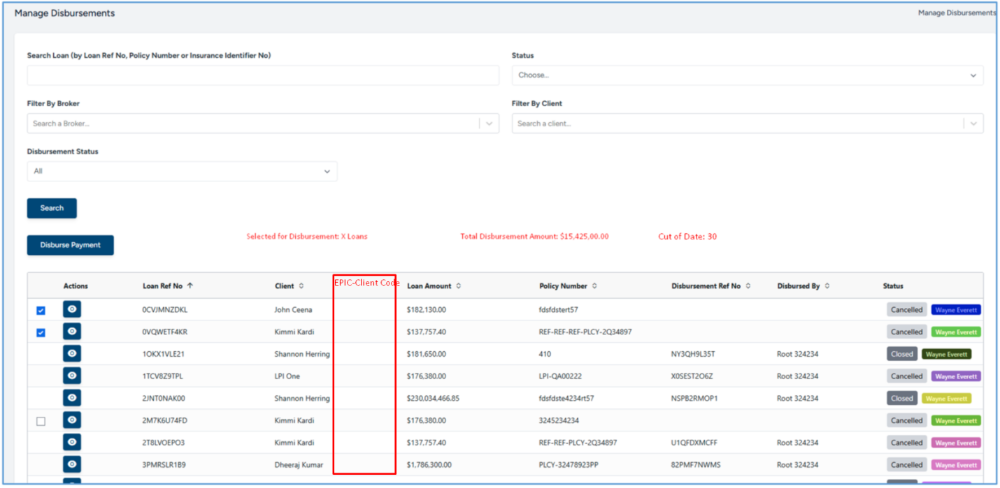 Manage Disbursements
Manage Disbursements
Search Loan (by Loan Ref No, Policy Number or Insurance Identifier No)
Status
Choose...
Filter By Broker
Filter By Client
Search a Broker...
Search a client...
Disbursement Status
All
Search
Disburse Payment
Selected for Disbursement: X Loans
Total Disbursement Amount: $15,425,00.00
Cut of Date: 30
Actions Loan Ref No Client EPIC-Client Code Loan Amount Policy Number Disbursement Ref No Disbursed By Status
0CVJMNZDKL John Ceena $182,130.00 fdsfdstert57 Cancelled Wayne Everett
0VQWETF4KR Kimmi Kardi $137,757.40 REF-REF-REF-PLCY-2Q34897 Cancelled Wayne Everett
1OKX1VLE21 Shannon Herring $181,650.00 410 NY3QH9L35T Root 324234 Closed Wayne Everett
1TCV8Z9TPL LPI One $176,380.00 LPI-QA00222 X0SEST2O6Z Root 324234 Cancelled Wayne Everett
2JNT0NAK00 Shannon Herring $230,034,466.85 fdsfdste4234rt57 NSPB2RMOP1 Root 324234 Closed Wayne Everett
2M7K6U74FD Kimmi Kardi $176,380.00 3245234234 Cancelled Wayne Everett
2T8LVOEPO3 Kimmi Kardi $137,757.40 REF-REF-PLCY-2Q34897 U1QFDXMCFF Root 324234 Cancelled Wayne Everett
3PMRSLR1B9 Dheeraj Kumar $1,786,300.00 PLCY-32478923PP 82PMF7NWMS Root 324234 Cancelled Wayne Everett